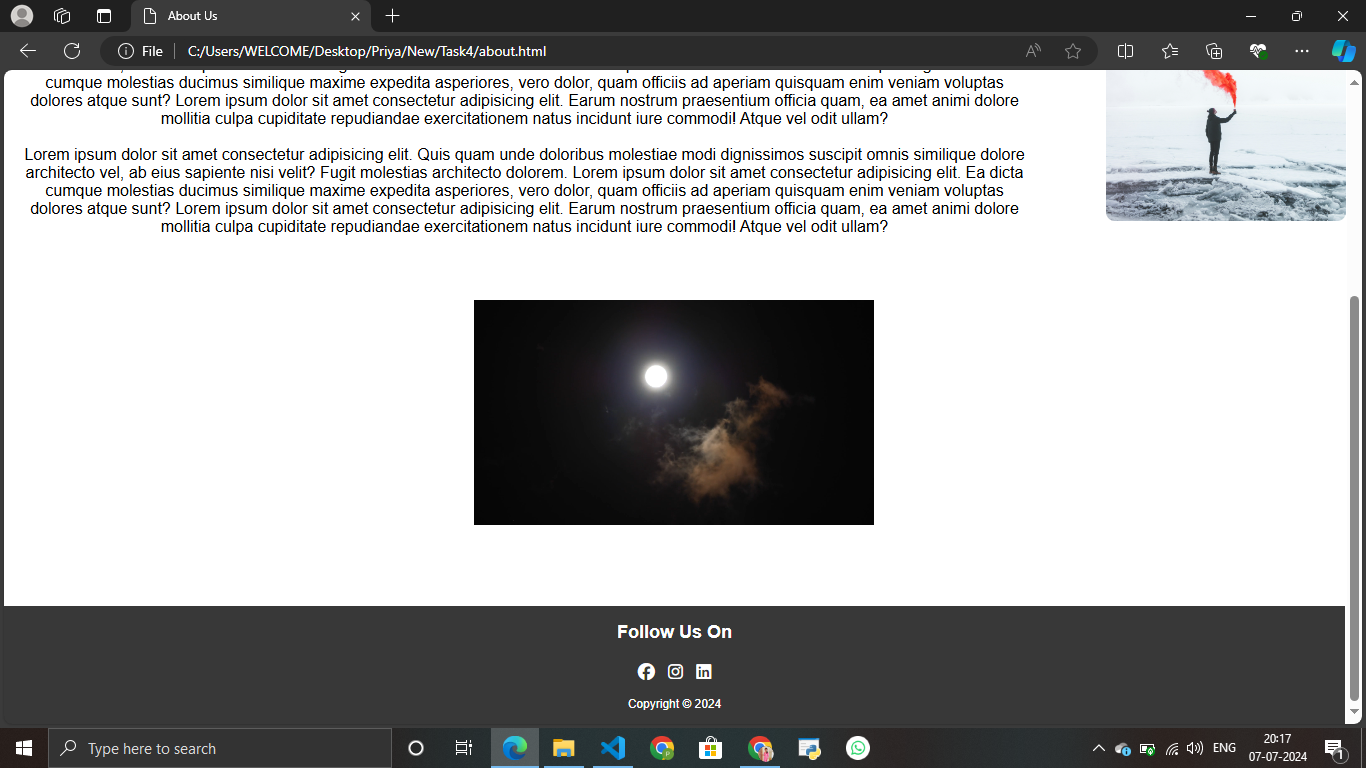 About Us
File
C:/Users/WELCOME/Desktop/Priya/New/Task4/about.html
cumque molestias ducimus similique maxime expedita asperiores, vero dolor, quam officiis ad aperiam quisquam enim veniam voluptas
dolores atque sunt? Lorem ipsum dolor sit amet consectetur adipisicing elit. Earum nostrum praesentium officia quam, ea amet animi dolore
mollitia culpa cupiditate repudiandae exercitationem natus incidunt iure commodi! Atque vel odit ullam?
Lorem ipsum dolor sit amet consectetur adipisicing elit. Quis quam unde doloribus molestiae modi dignissimos suscipit omnis similique dolore
architecto vel, ab eius sapiente nisi velit? Fugit molestias architecto dolorem. Lorem ipsum dolor sit amet consectetur adipisicing elit. Ea dicta
cumque molestias ducimus similique maxime expedita asperiores, vero dolor, quam officiis ad aperiam quisquam enim veniam voluptas
dolores atque sunt? Lorem ipsum dolor sit amet consectetur adipisicing elit. Earum nostrum praesentium officia quam, ea amet animi dolore
mollitia culpa cupiditate repudiandae exercitationem natus incidunt iure commodi! Atque vel odit ullam?
Follow Us On
Copyright © 2024
Type here to search
ENG
20:17
07-07-2024
1